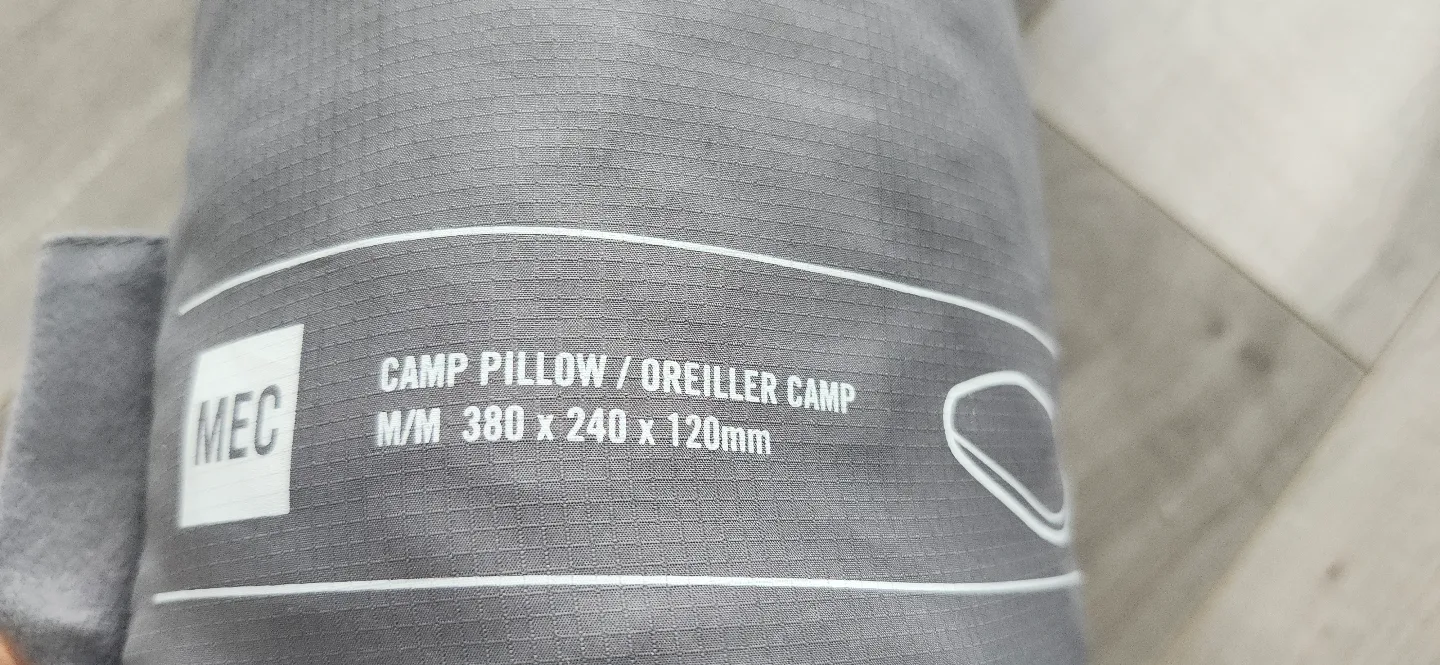 MEC
CAMP PILLOW / OREILLER CAMP
M/M 380 x 240 x 120mm